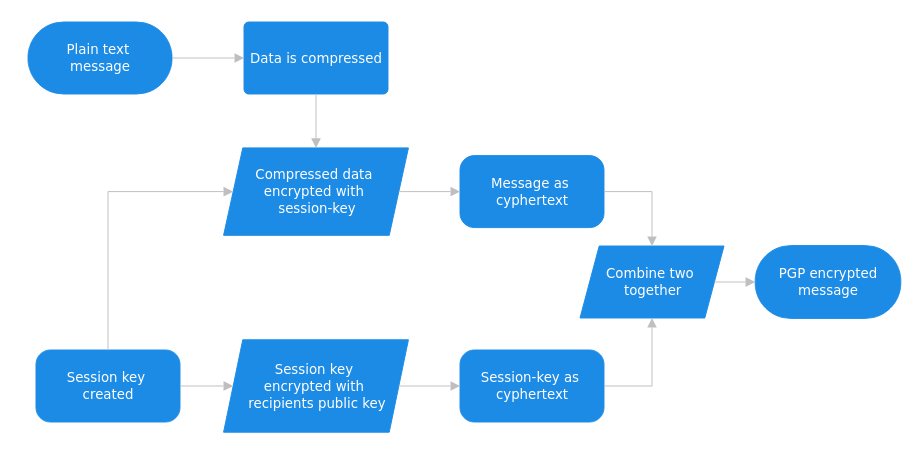 Plain text
message
Data is compressed
Compressed data
encrypted with
session-key
Message as
cyphertext
Combine two
together
PGP encrypted
message
Session key
created
Session key
encrypted with
recipients public key
Session-key as
cyphertext